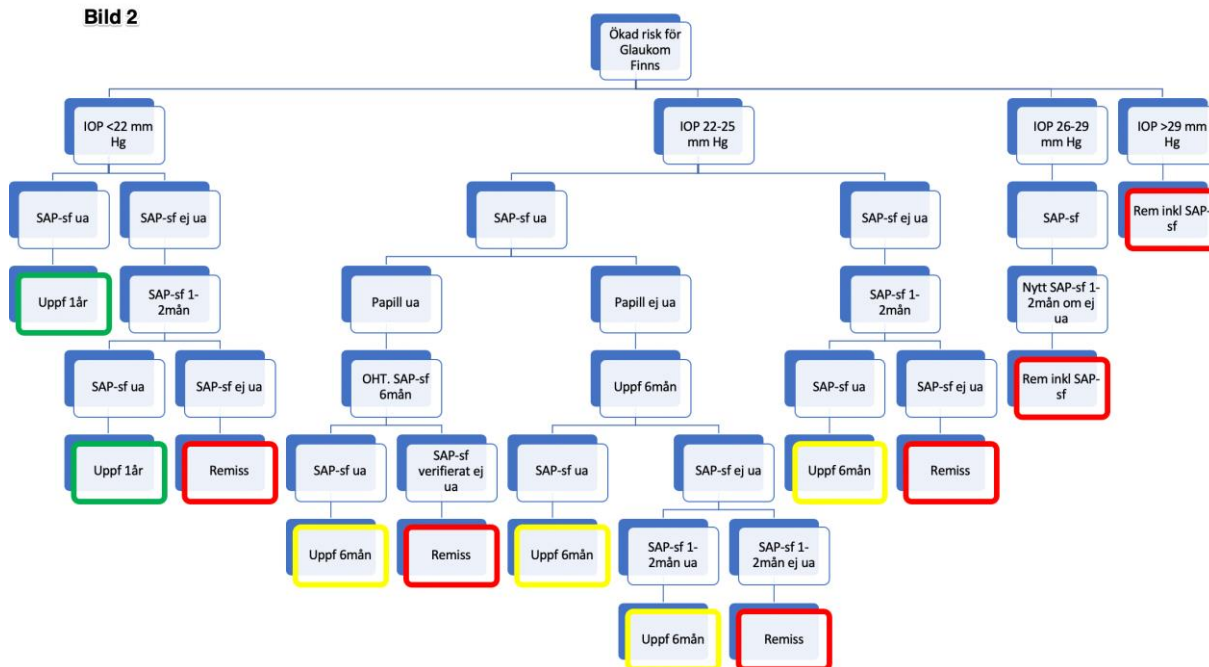 Bild 2
Ökad risk för
Glaukom
Finns
IOP <22 mm
Hg
IOP 22-25
mm Hg
IOP 26-29
mm Hg
IOP >29 mm
Hg
SAP-sf ua
SAP-sf ej ua
SAP-sf ua
SAP-sf ej ua
SAP-sf
Rem inkl SAP-
sf
Uppf 1år
SAP-sf 1-
2mån
Papill ua
Papill ej ua
SAP-sf 1-
2mån
Nytt SAP-sf 1-
2mån om ej
ua
SAP-sf ua
SAP-sf ej ua
OHT. SAP-sf
6mån
Uppf 6mån
SAP-sf ua
SAP-sf ej ua
Rem inkl SAP-
sf
Uppf 1år
Remiss
SAP-sf ua
SAP-sf
verifierat ej
ua
SAP-sf ua
SAP-sf ej ua
Uppf 6mån
Remiss
Uppf 6mån
Remiss
Uppf 6mån
SAP-sf 1-
2mån ua
SAP-sf 1-
2mån ej ua
Uppf 6mån
Remiss